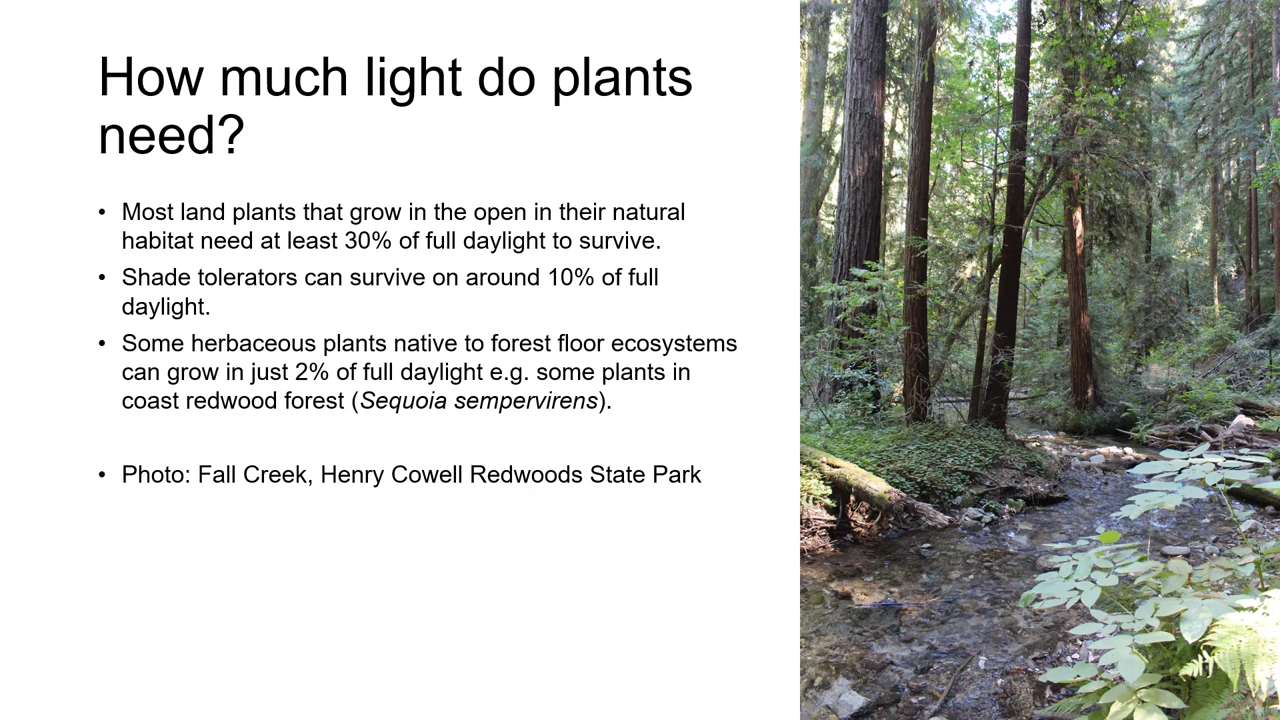 How much light do plants
need?
• Most land plants that grow in the open in their natural
habitat need at least 30% of full daylight to survive.
• Shade tolerators can survive on around 10% of full
daylight.
• Some herbaceous plants native to forest floor ecosystems
can grow in just 2% of full daylight e.g. some plants in
coast redwood forest (Sequoia sempervirens).
• Photo: Fall Creek, Henry Cowell Redwoods State Park